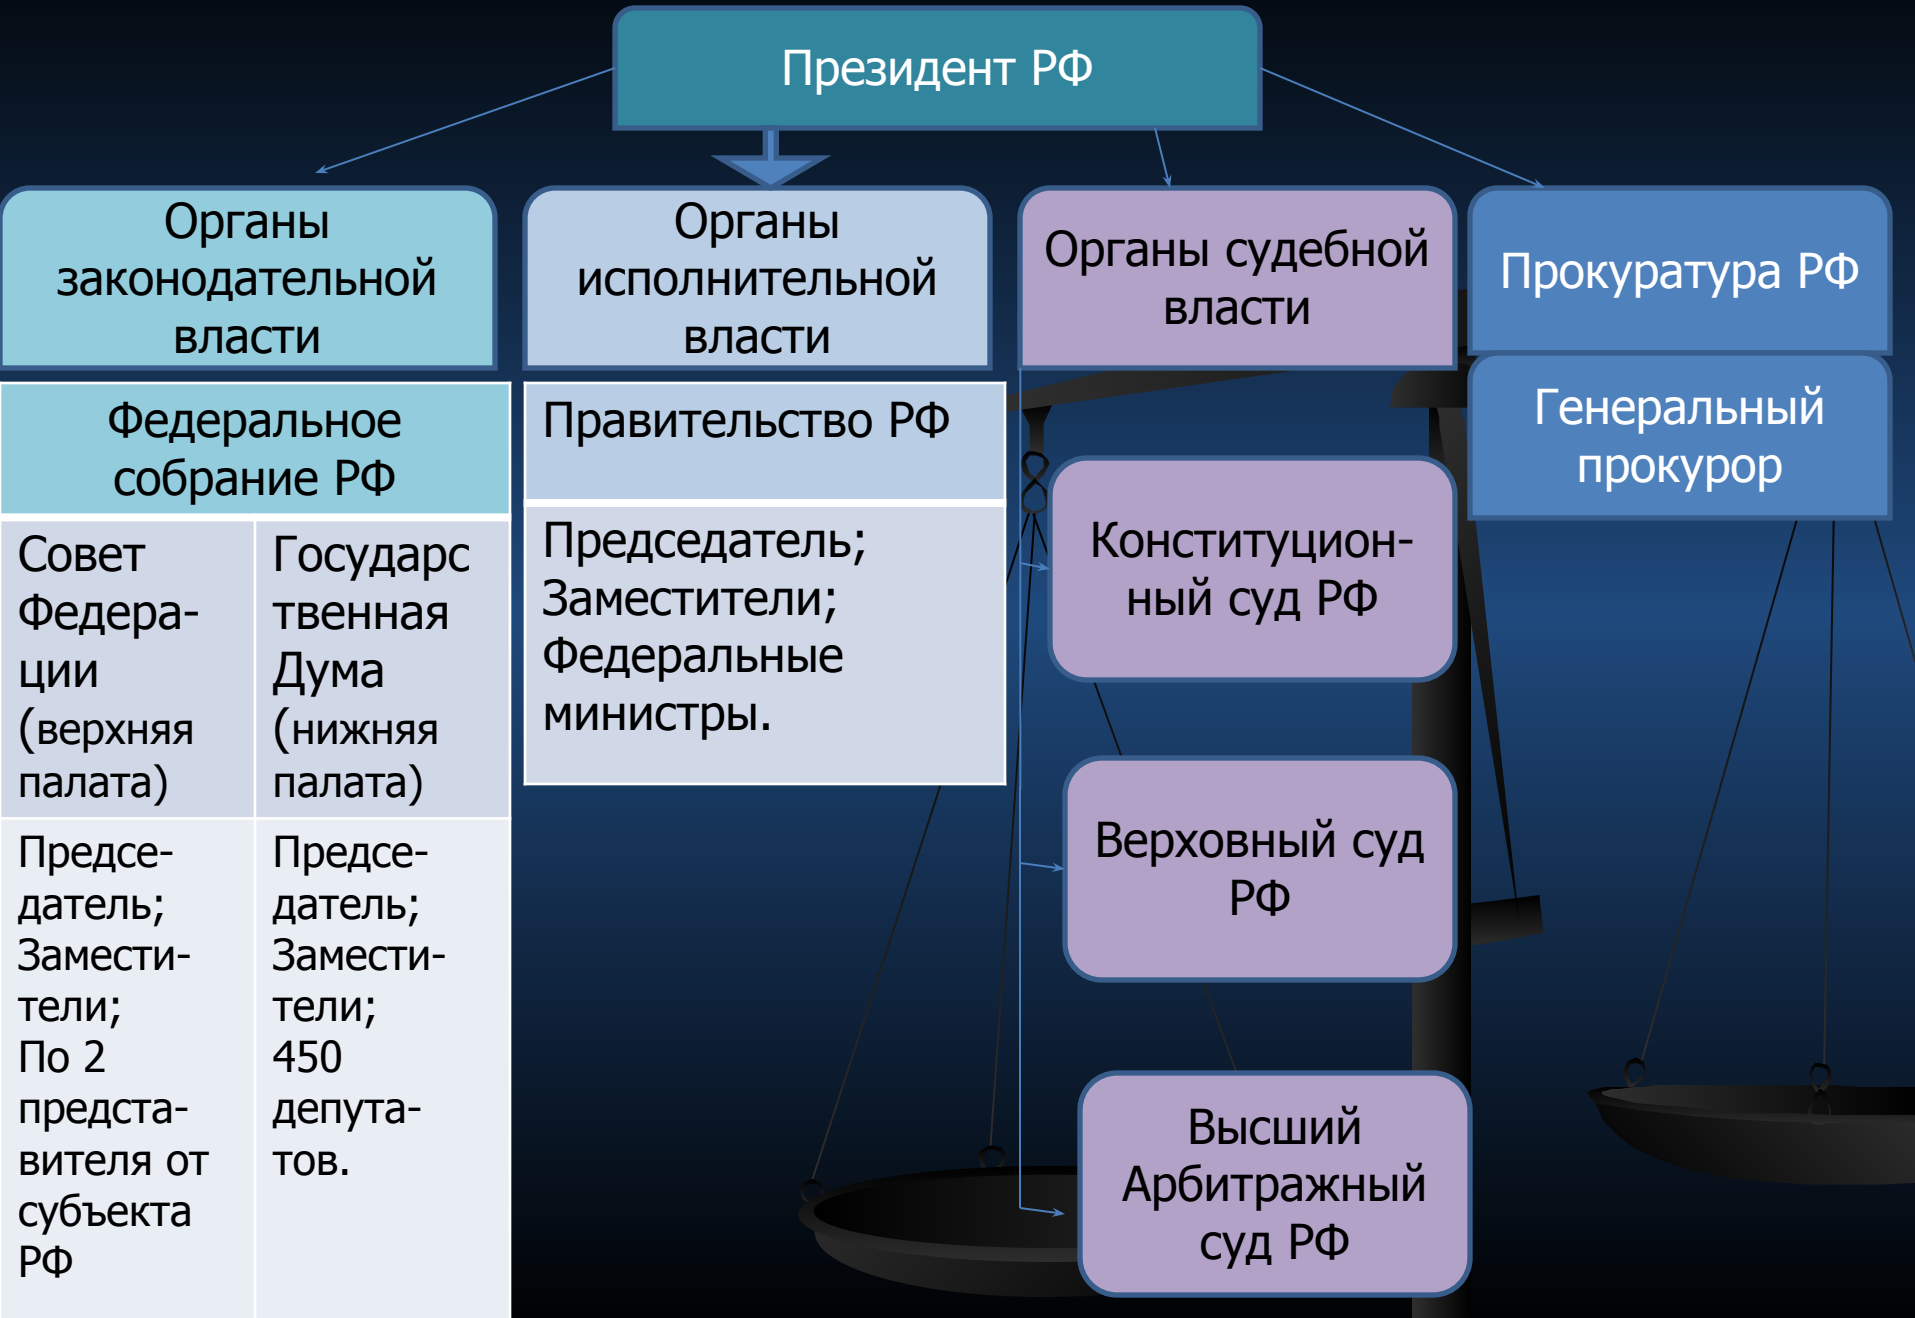 Президент РФ
Органы
законодательной
власти
Органы
исполнительной
власти
Органы судебной
власти
Прокуратура РФ
Генеральный
прокурор
Федеральное
собрание РФ
Совет
Федера-
ции
(верхняя
палата)
Государс
твенная
Дума
(нижняя
палата)
Предсе-
датель;
Замести-
тели;
По 2
предста-
вителя от
субъекта
РФ
Предсе-
датель;
Замести-
тели;
450
депута-
тов.
Правительство РФ
Председатель;
Заместители;
Федеральные
министры.
Конституцион-
ный суд РФ
Верховный суд
РФ
Высший
Арбитражный
суд РФ